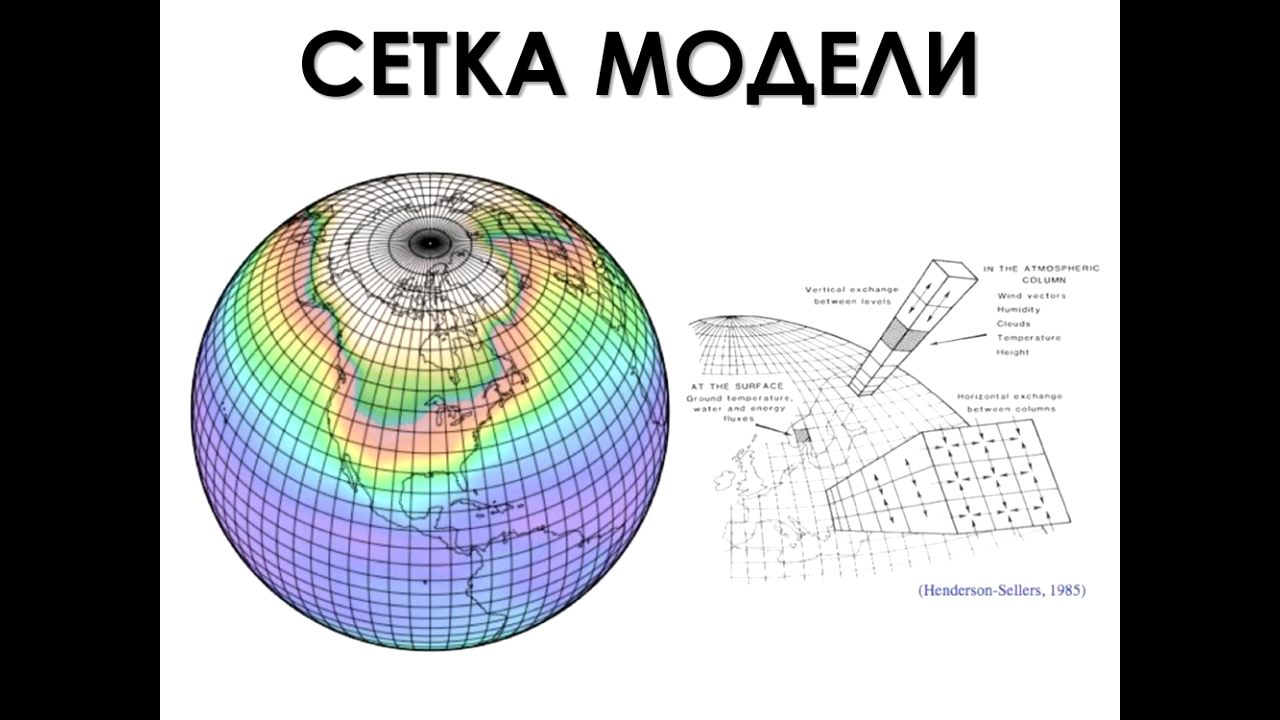 СЕТКА МОДЕЛИ
Vertical exchange
between levels
IN THE ATMOSPHERIC
COLUMN
Wind vectors
Humidity
Clouds
Temperature
Height
AT THE SURFACE
Ground temperature,
water and energy
fluxes
Horizontal exchange
between columns
(Henderson-Sellers, 1985)